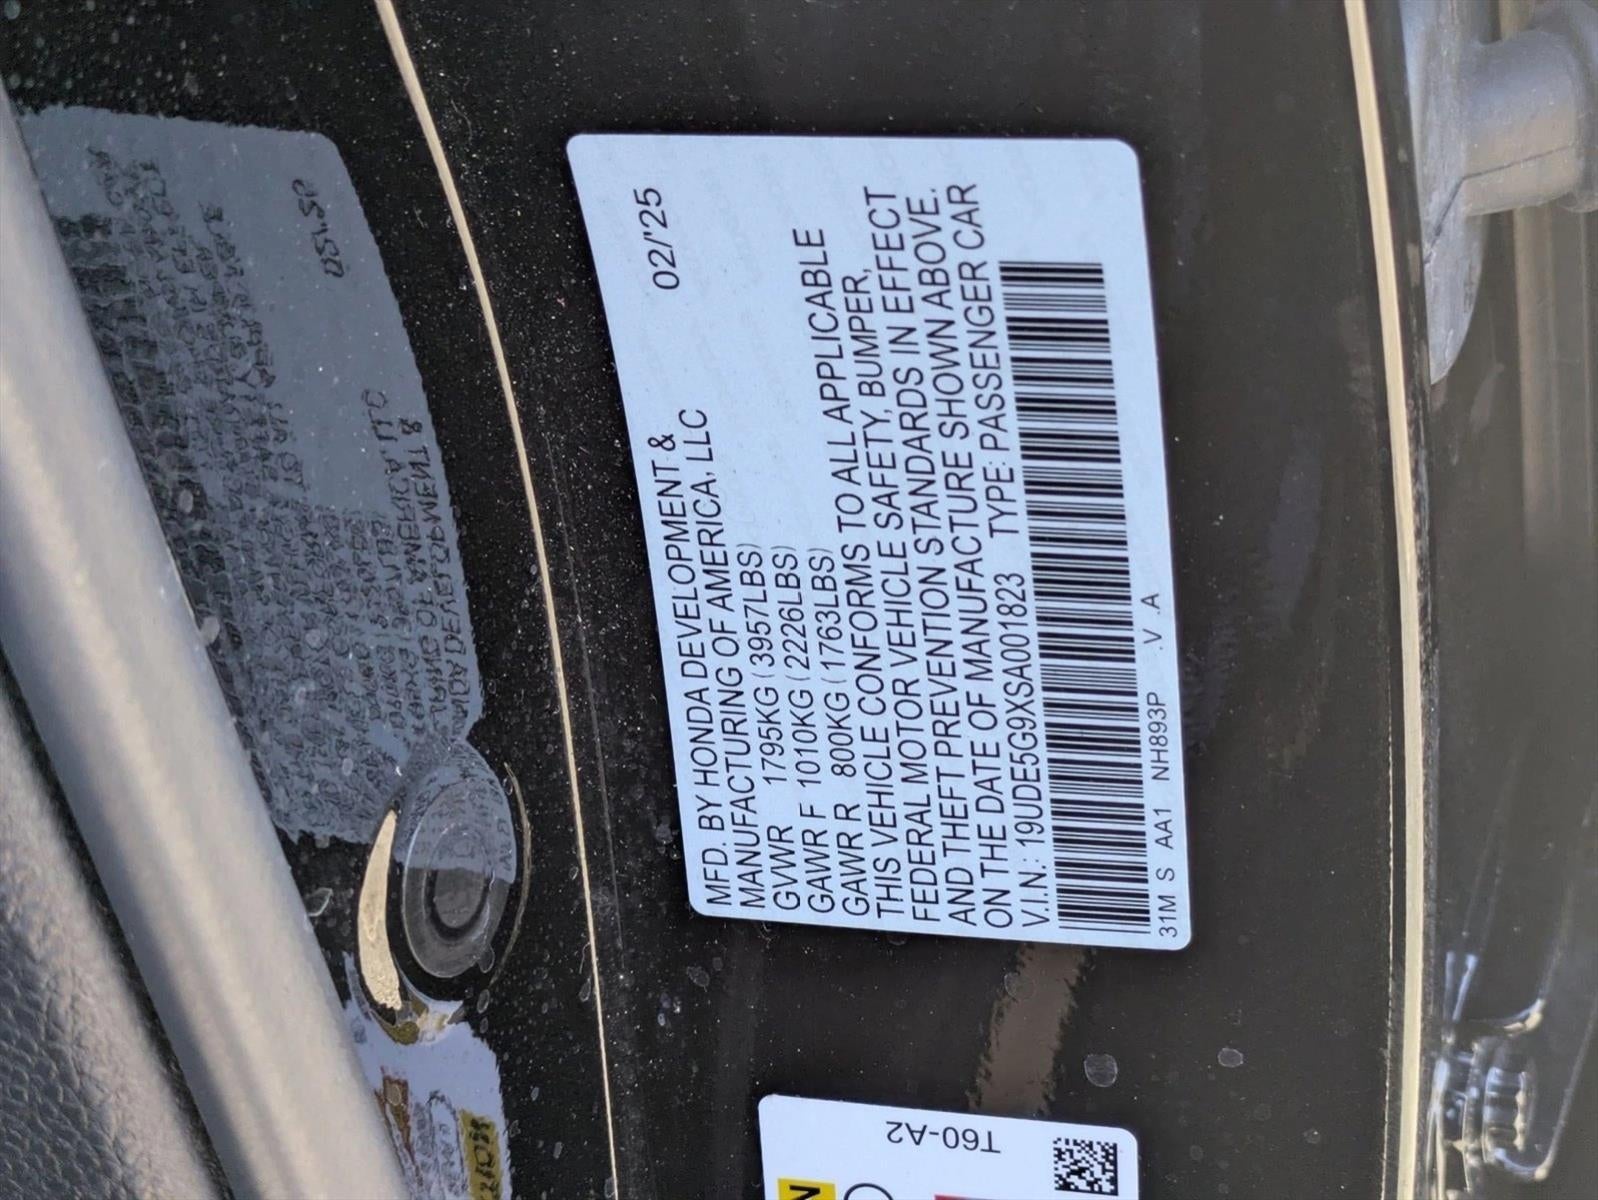 MFD. BY HONDA DEVELOPMENT &
MANUFACTURING OF AMERICA, LLC 02/'25
GVWR 1795KG (3957LBS)
GAWR F 1010KG (2226LBS)
GAWR R 800KG (1763LBS)
THIS VEHICLE CONFORMS TO ALL APPLICABLE
FEDERAL MOTOR VEHICLE SAFETY, BUMPER,
AND THEFT PREVENTION STANDARDS IN EFFECT
ON THE DATE OF MANUFACTURE SHOWN ABOVE.
V.I.N.: 19UDE5G9XSA001823 TYPE: PASSENGER CAR
31M S AA1 NH893P .V .A
T60-A2